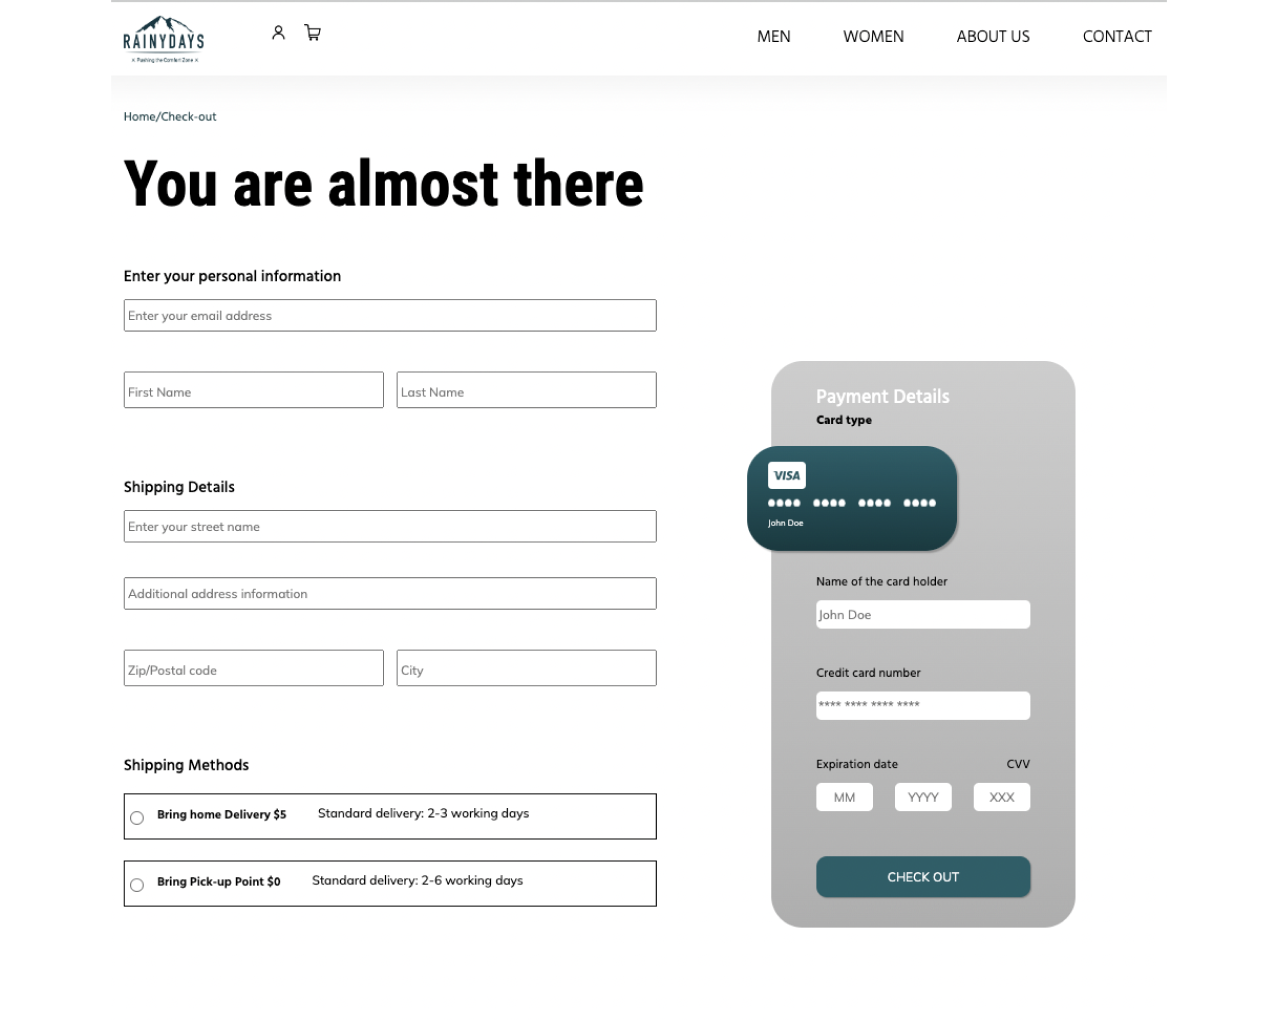 RAINYDAYS
x Pushing the Comfort Zone x
MEN WOMEN ABOUT US CONTACT
Home/Check-out
You are almost there
Enter your personal information
Enter your email address
First Name Last Name
Shipping Details
Enter your street name
Additional address information
Zip/Postal code City
Shipping Methods
Bring home Delivery $5 Standard delivery: 2-3 working days
Bring Pick-up Point $0 Standard delivery: 2-6 working days
Payment Details
Card type
VISA
John Doe
Name of the card holder
John Doe
Credit card number
**** **** **** ****
Expiration date CVV
MM YYYY XXX
CHECK OUT